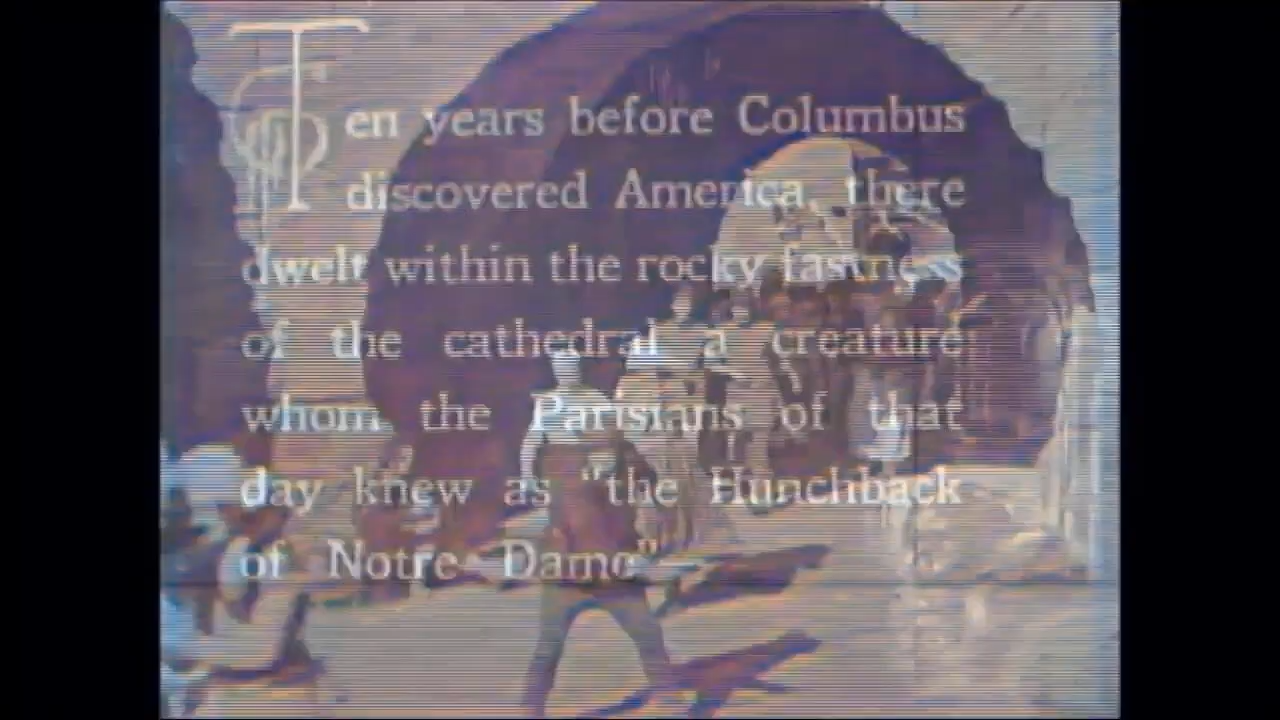 Ten years before Columbus
discovered America, there
dwelt within the rocky fastness
of the cathedral a creature
whom the Parisians of that
day knew as "the Hunchback
of Notre-Dame"